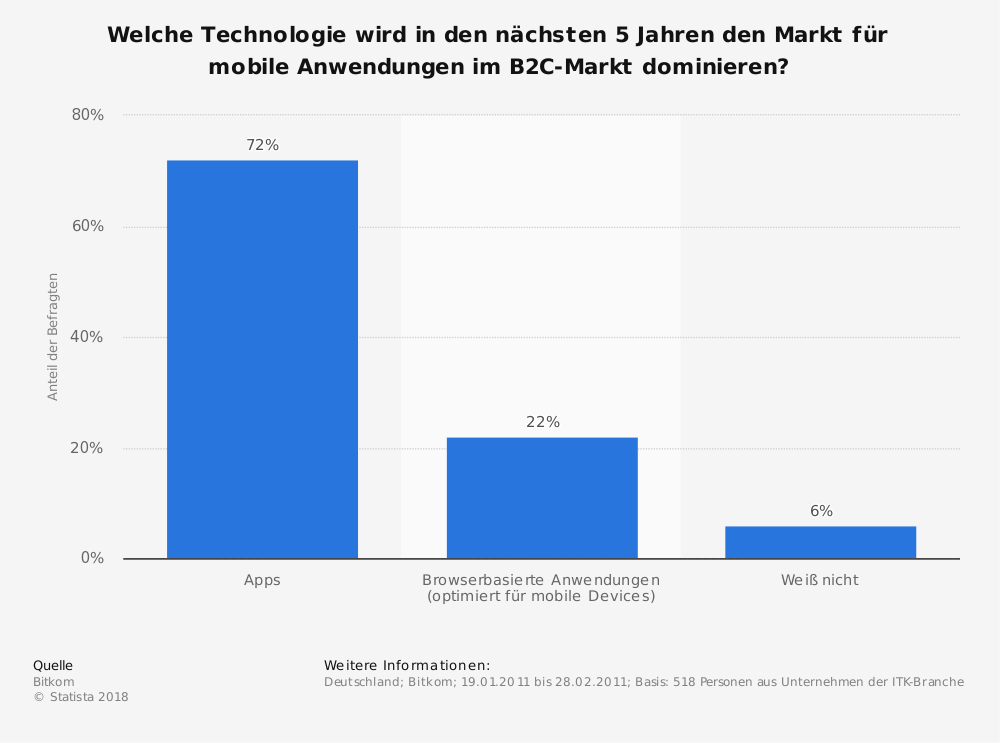 Welche Technologie wird in den nächsten 5 Jahren den Markt für
mobile Anwendungen im B2C-Markt dominieren?
80%
60%
40%
20%
0%
Anteil der Befragten
72%
22%
6%
Apps
Browserbasierte Anwendungen
(optimiert für mobile Devices)
Weiß nicht
Quelle
Bitkom
© Statista 2018
Weitere Informationen:
Deutschland; Bitkom; 19.01.2011 bis 28.02.2011; Basis: 518 Personen aus Unternehmen der ITK-Branche